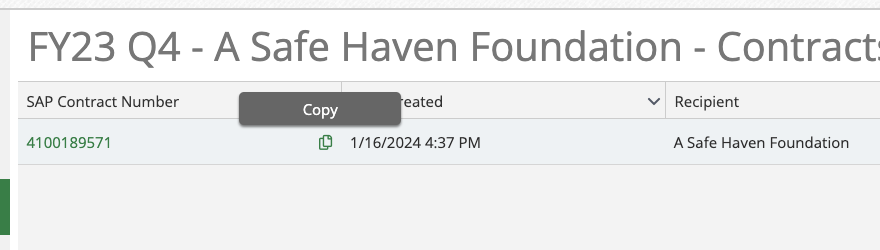 FY23 Q4 - A Safe Haven Foundation - Contracts
SAP Contract Number
Copy
reated
Recipient
4100189571
1/16/2024 4:37 PM
A Safe Haven Foundation